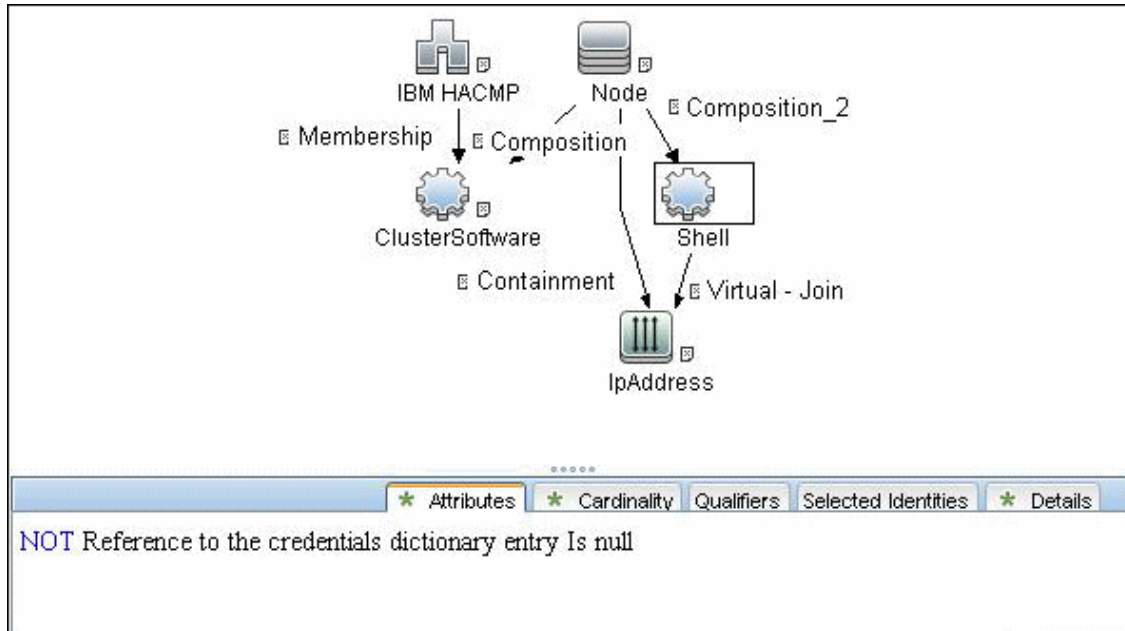 IBM HACMP
Node
Composition_2
Membership
Composition
ClusterSoftware
Shell
Containment
Virtual - Join
IpAddress
Attributes
Cardinality
Qualifiers
Selected Identities
Details
NOT Reference to the credentials dictionary entry Is null